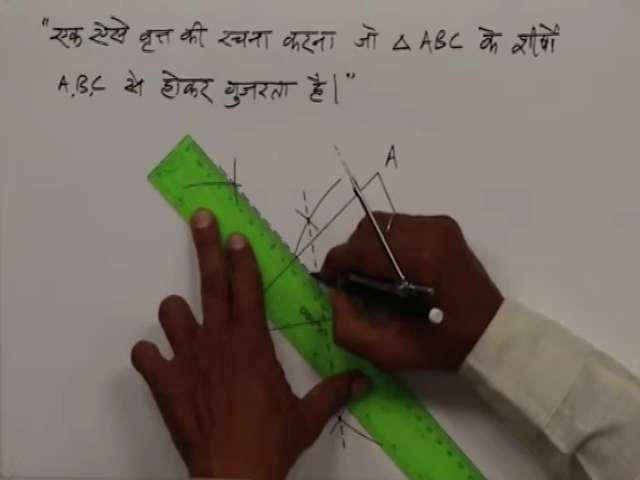 "एक ऐसे वृत्त की रचना करना जो △ ABC के शीर्षों
A,B,C से होकर गुजरता है।"
A